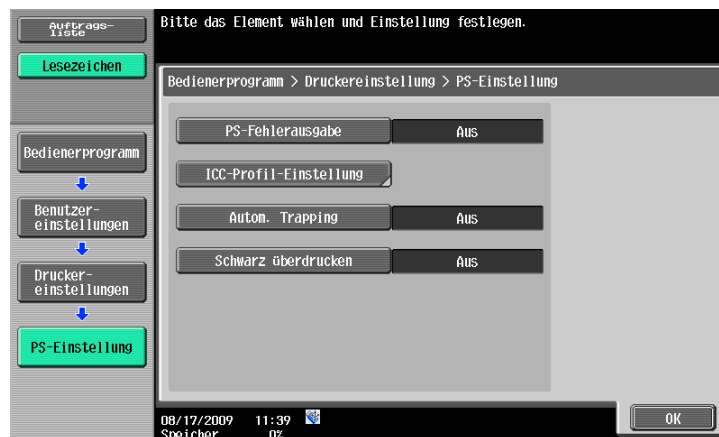 Auftrags-
liste
Lesezeichen
Bitte das Element wählen und Einstellung festlegen.
Bedienerprogramm > Druckereinstellung > PS-Einstellung
Bedienerprogramm
Benutzer-
einstellungen
Drucker-
einstellungen
PS-Einstellung
PS-Fehlerausgabe Aus
ICC-Profil-Einstellung
Autom. Trapping Aus
Schwarz überdrucken Aus
08/17/2009 11:39
Speicher 0%
OK